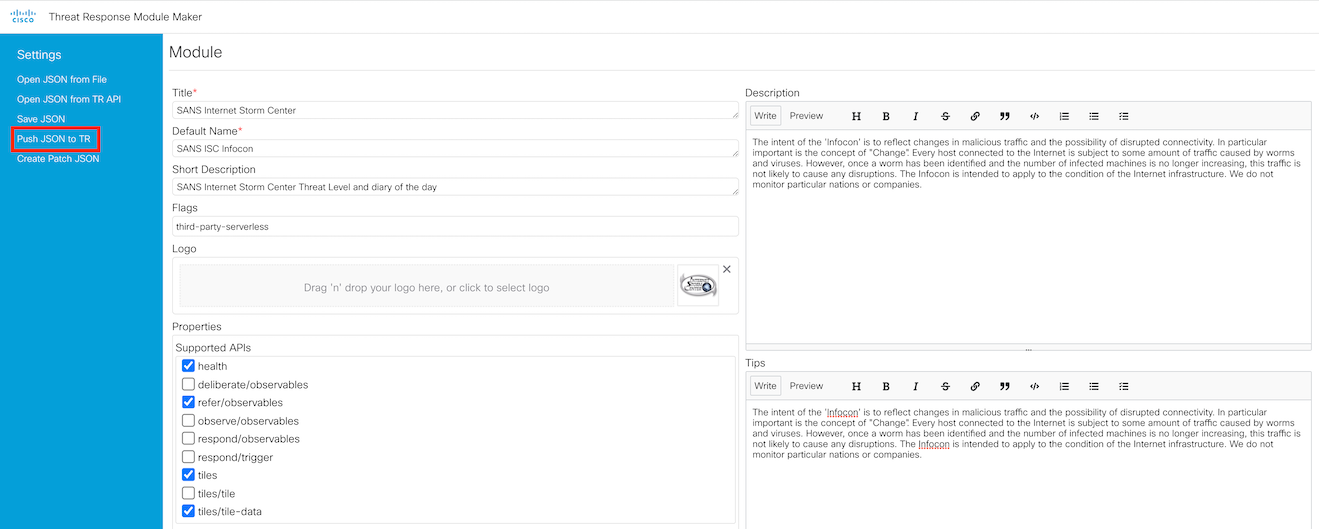 cisco
Threat Response Module Maker
Settings
Open JSON from File
Open JSON from TR API
Save JSON
Push JSON to TR
Create Patch JSON
Module
Title*
SANS Internet Storm Center
Default Name*
SANS ISC Infocon
Short Description
SANS Internet Storm Center Threat Level and diary of the day
Flags
third-party-serverless
Logo
Drag 'n' drop your logo here, or click to select logo
Properties
Supported APIs
health
deliberate/observables
refer/observables
observe/observables
respond/observables
respond/trigger
tiles
tiles/tile
tiles/tile-data
Description
Write Preview H B I S
The intent of the 'Infocon' is to reflect changes in malicious traffic and the possibility of disrupted connectivity. In particular
important is the concept of "Change". Every host connected to the Internet is subject to some amount of traffic caused by worms
and viruses. However, once a worm has been identified and the number of infected machines is no longer increasing, this traffic is
not likely to cause any disruptions. The Infocon is intended to apply to the condition of the Internet infrastructure. We do not
monitor particular nations or companies.
Tips
Write Preview H B I S
The intent of the 'Infocon' is to reflect changes in malicious traffic and the possibility of disrupted connectivity. In particular
important is the concept of "Change". Every host connected to the Internet is subject to some amount of traffic caused by worms
and viruses. However, once a worm has been identified and the number of infected machines is no longer increasing, this traffic is
not likely to cause any disruptions. The Infocon is intended to apply to the condition of the Internet infrastructure. We do not
monitor particular nations or companies.